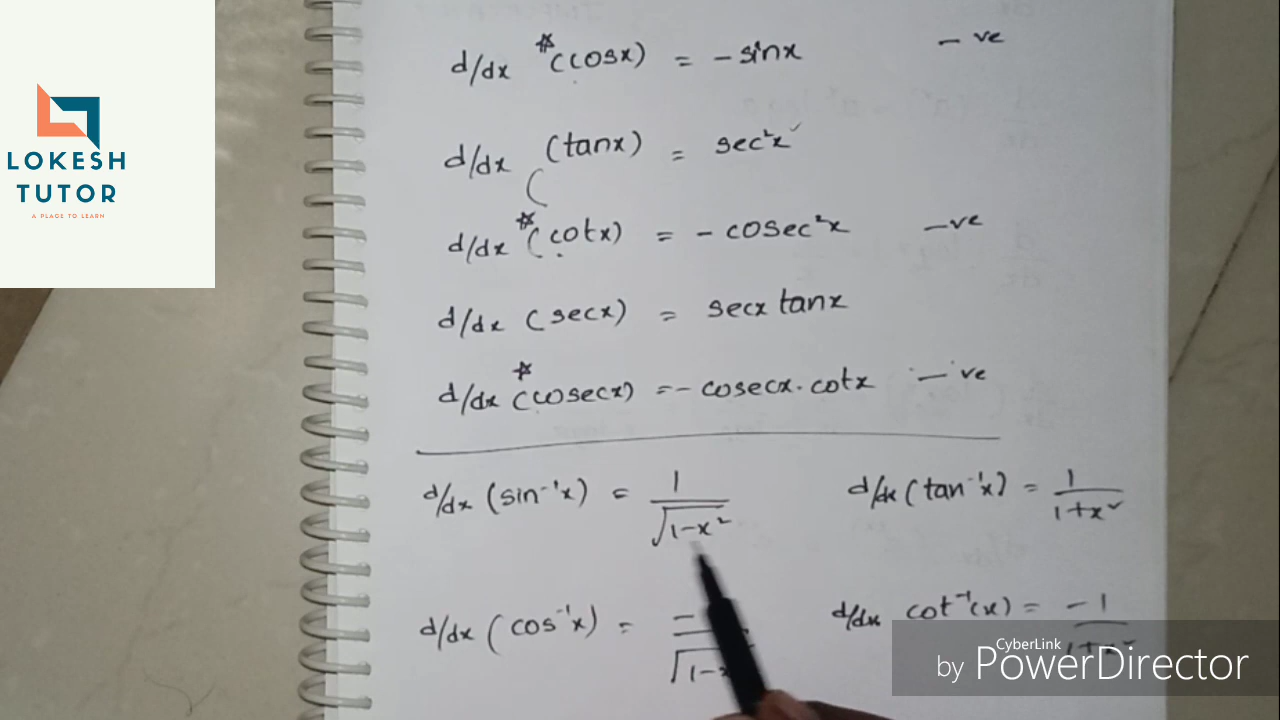 LOKESH
TUTOR
A PLACE TO LEARN
d/dx (cosx) = - sinx - ve
d/dx (tanx) = sec²x
d/dx (cotx) = - cosec²x - ve
d/dx (secx) = secx tanx
d/dx (cosecx) = - cosecx . cotx - ve
d/dx (sin⁻¹x) = 1/√1-x² d/dx (tan⁻¹x) = 1/1+x²
d/dx (cos⁻¹x) = d/dx cot⁻¹(x) = -1/1+x²
CyberLink
by PowerDirector